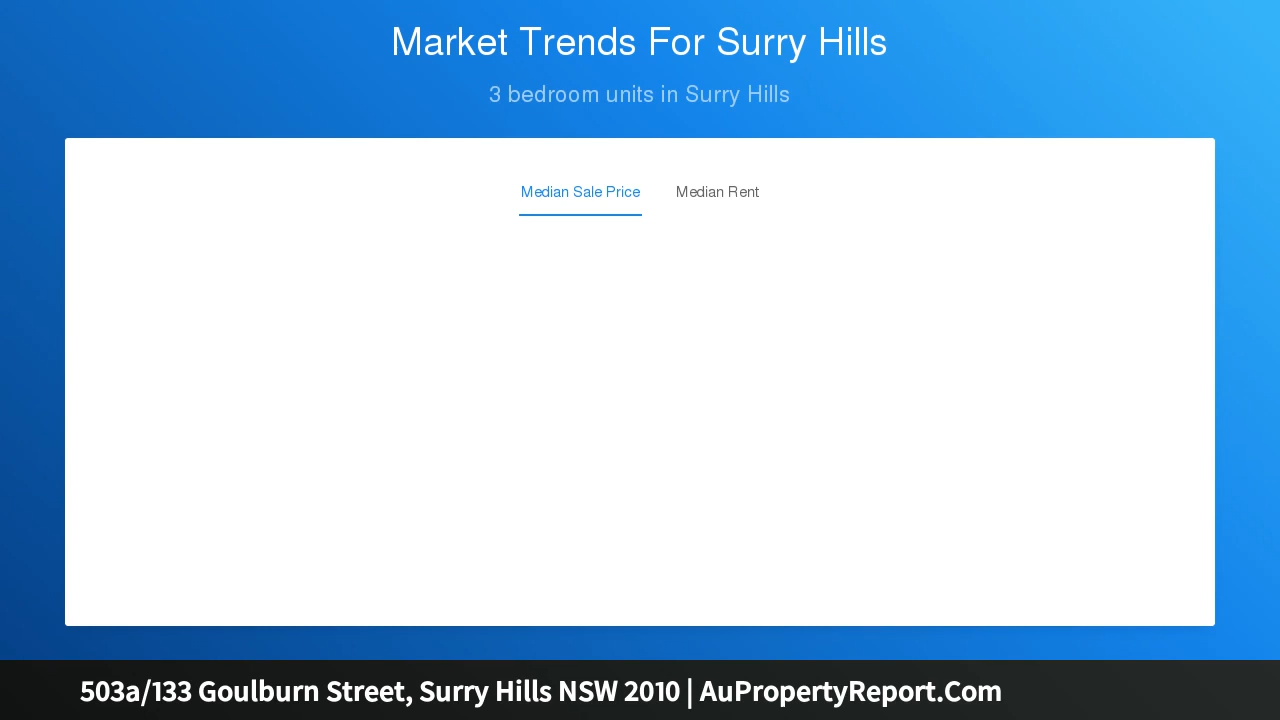 Market Trends For Surry Hills
3 bedroom units in Surry Hills
Median Sale Price
Median Rent
503a/133 Goulburn Street, Surry Hills NSW 2010 | AuPropertyReport.Com